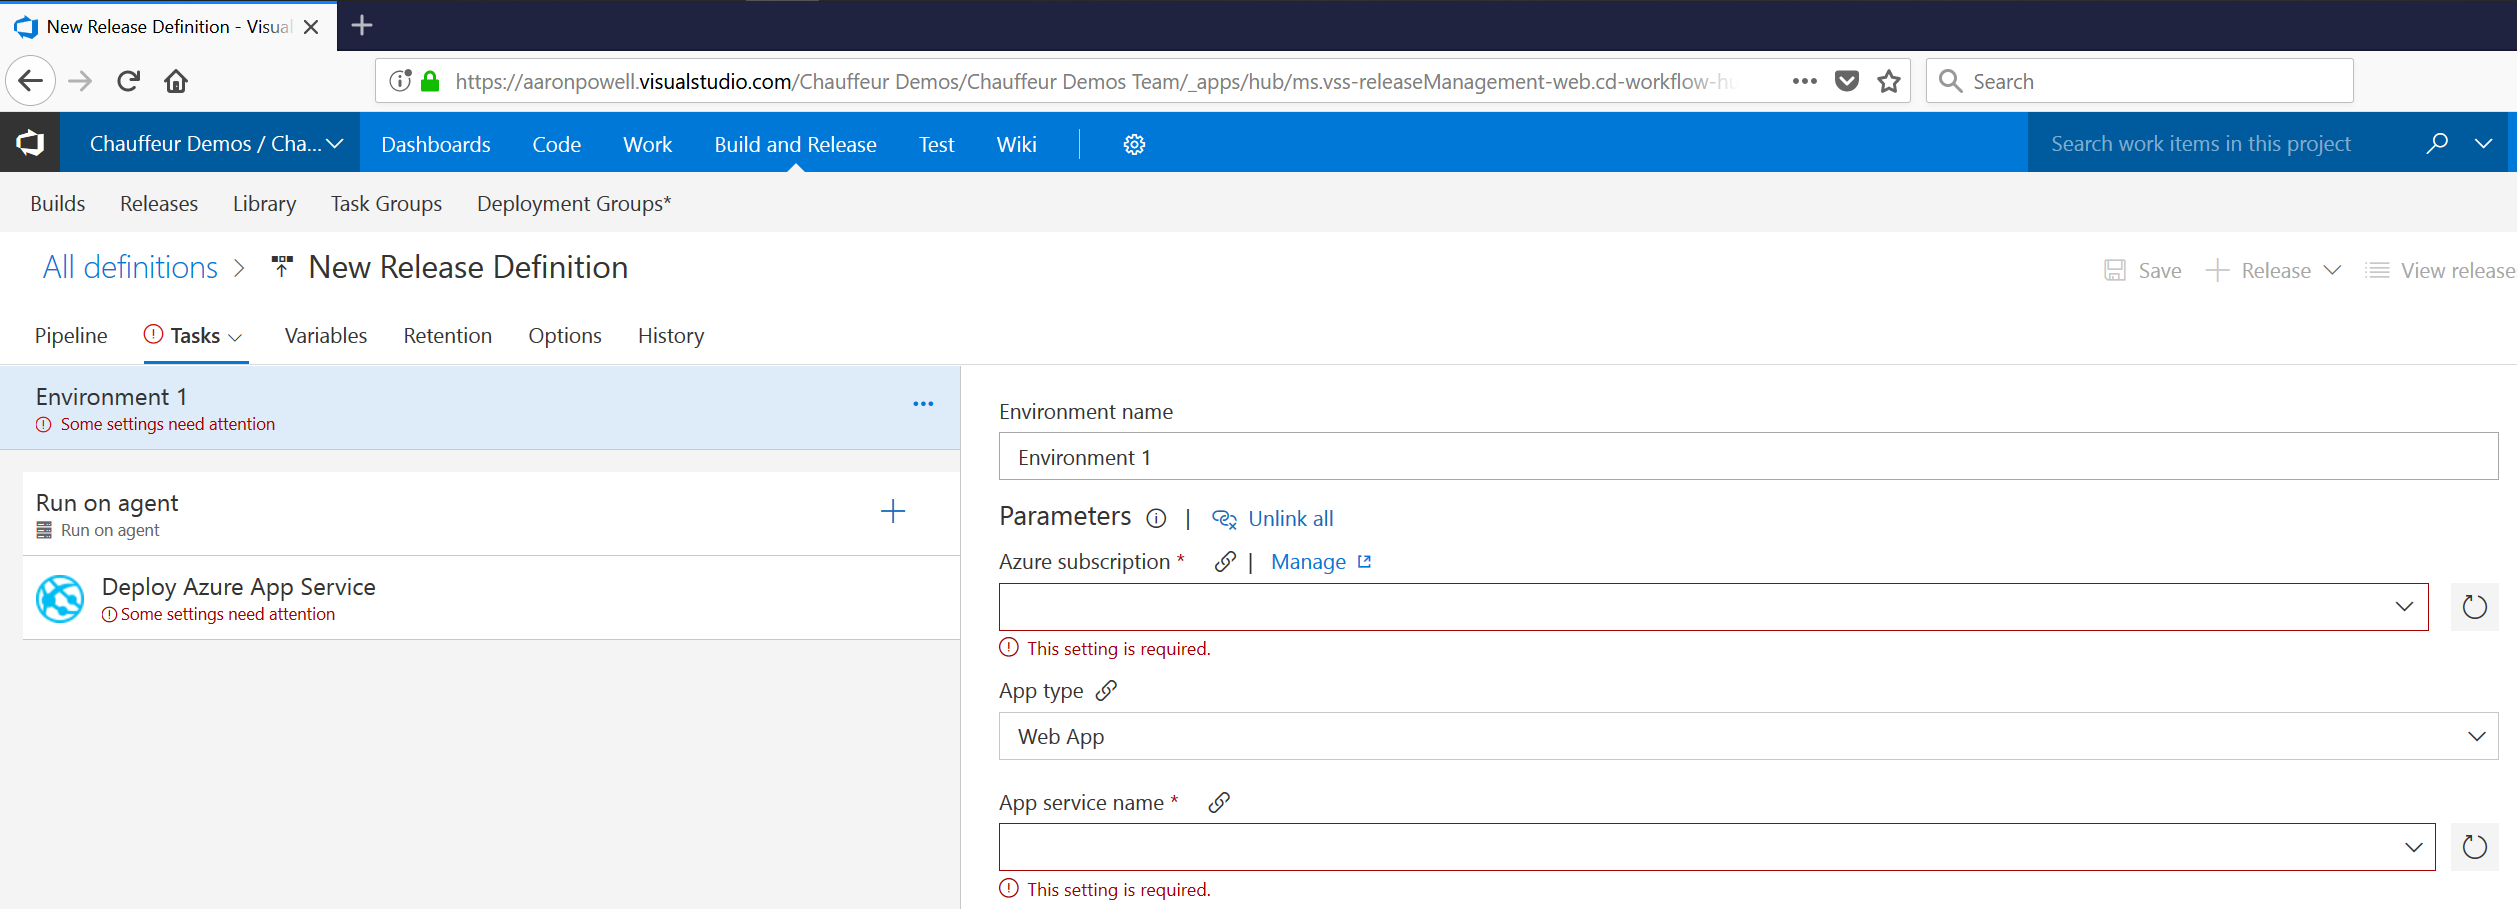 New Release Definition - Visual
https://aaronpowell.visualstudio.com/Chauffeur Demos/Chauffeur Demos Team/_apps/hub/ms.vss-releaseManagement-web.cd-workflow-hu
Search
Chauffeur Demos / Cha...
Dashboards
Code
Work
Build and Release
Test
Wiki
Search work items in this project
Builds
Releases
Library
Task Groups
Deployment Groups*
All definitions
New Release Definition
Save
Release
View release
Pipeline
Tasks
Variables
Retention
Options
History
Environment 1
Some settings need attention
Run on agent
Run on agent
Deploy Azure App Service
Some settings need attention
Environment name
Environment 1
Parameters
| Unlink all
Azure subscription *
| Manage
This setting is required.
App type
Web App
App service name *
This setting is required.